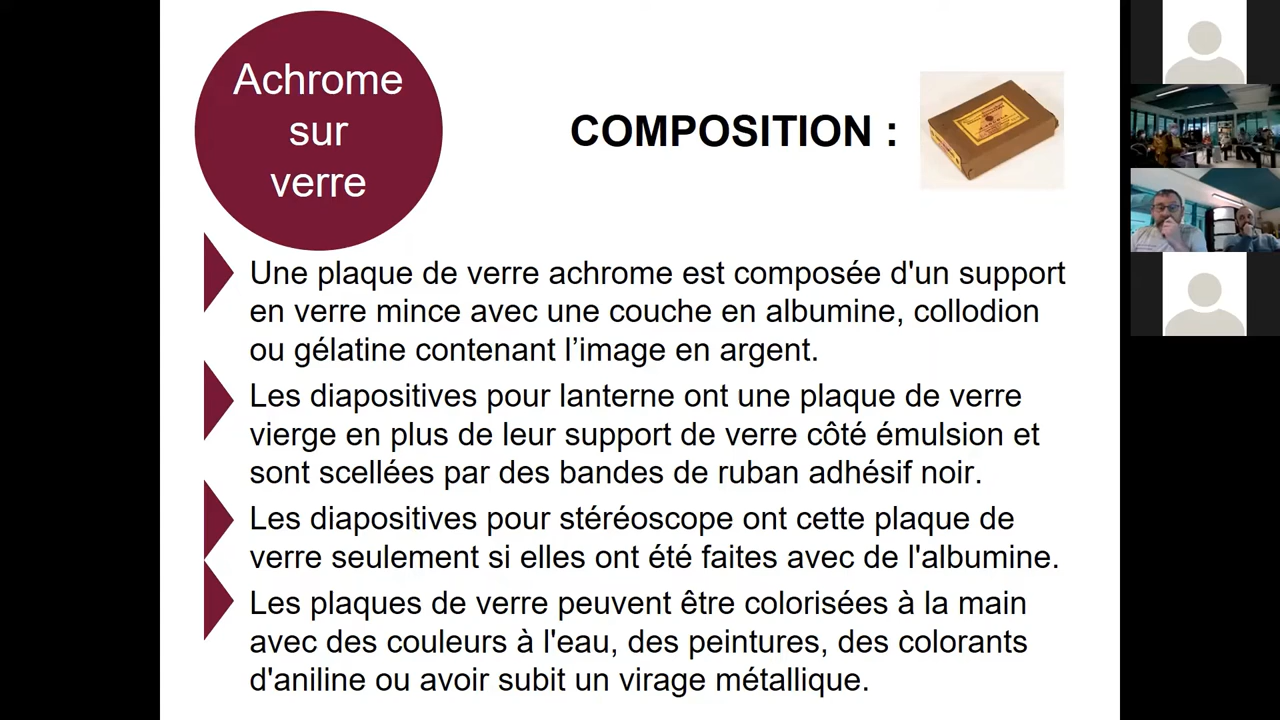 Achrome
sur
verre
COMPOSITION :
Une plaque de verre achrome est composée d'un support
en verre mince avec une couche en albumine, collodion
ou gélatine contenant l’image en argent.
Les diapositives pour lanterne ont une plaque de verre
vierge en plus de leur support de verre côté émulsion et
sont scellées par des bandes de ruban adhésif noir.
Les diapositives pour stéréoscope ont cette plaque de
verre seulement si elles ont été faites avec de l'albumine.
Les plaques de verre peuvent être colorisées à la main
avec des couleurs à l'eau, des peintures, des colorants
d'aniline ou avoir subit un virage métallique.